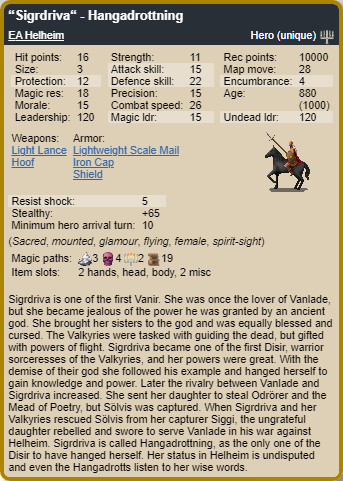 “Sigrdriva“ - Hangadrottning
EA Helheim Hero (unique)
Hit points: 16 Strength: 11 Rec points: 10000
Size: 3 Attack skill: 15 Map move: 28
Protection: 12 Defence skill: 22 Encumbrance: 4
Magic res: 18 Precision: 15 Age: 880
Morale: 15 Combat speed: 26 (1000)
Leadership: 120 Magic ldr: 15 Undead ldr: 120
Weapons: Armor:
Light Lance Lightweight Scale Mail
Hoof Iron Cap
Shield
Resist shock: 5
Stealthy: +65
Minimum hero arrival turn: 10
(Sacred, mounted, glamour, flying, female, spirit-sight)
Magic paths: 3 4 2 19
Item slots: 2 hands, head, body, 2 misc
Sigrdriva is one of the first Vanir. She was once the lover of Vanlade,
but she became jealous of the power he was granted by an ancient
god. She brought her sisters to the god and was equally blessed and
cursed. The Valkyries were tasked with guiding the dead, but gifted
with powers of flight. Sigrdriva became one of the first Disir, warrior
sorceresses of the Valkyries, and her powers were great. With the
demise of their god she followed his example and hanged herself to
gain knowledge and power. Later the rivalry between Vanlade and
Sigrdriva increased. She sent her daughter to steal Odrörer and the
Mead of Poetry, but Sölvis was captured. When Sigrdriva and her
Valkyries rescued Sölvis from her capturer Siggi, the ungrateful
daughter rebelled and swore to serve Vanlade in his war against
Helheim. Sigrdriva is called Hangadrottning, as the only one of the
Disir to have hanged herself. Her status in Helheim is undisputed
and even the Hangadrotts listen to her wise words.